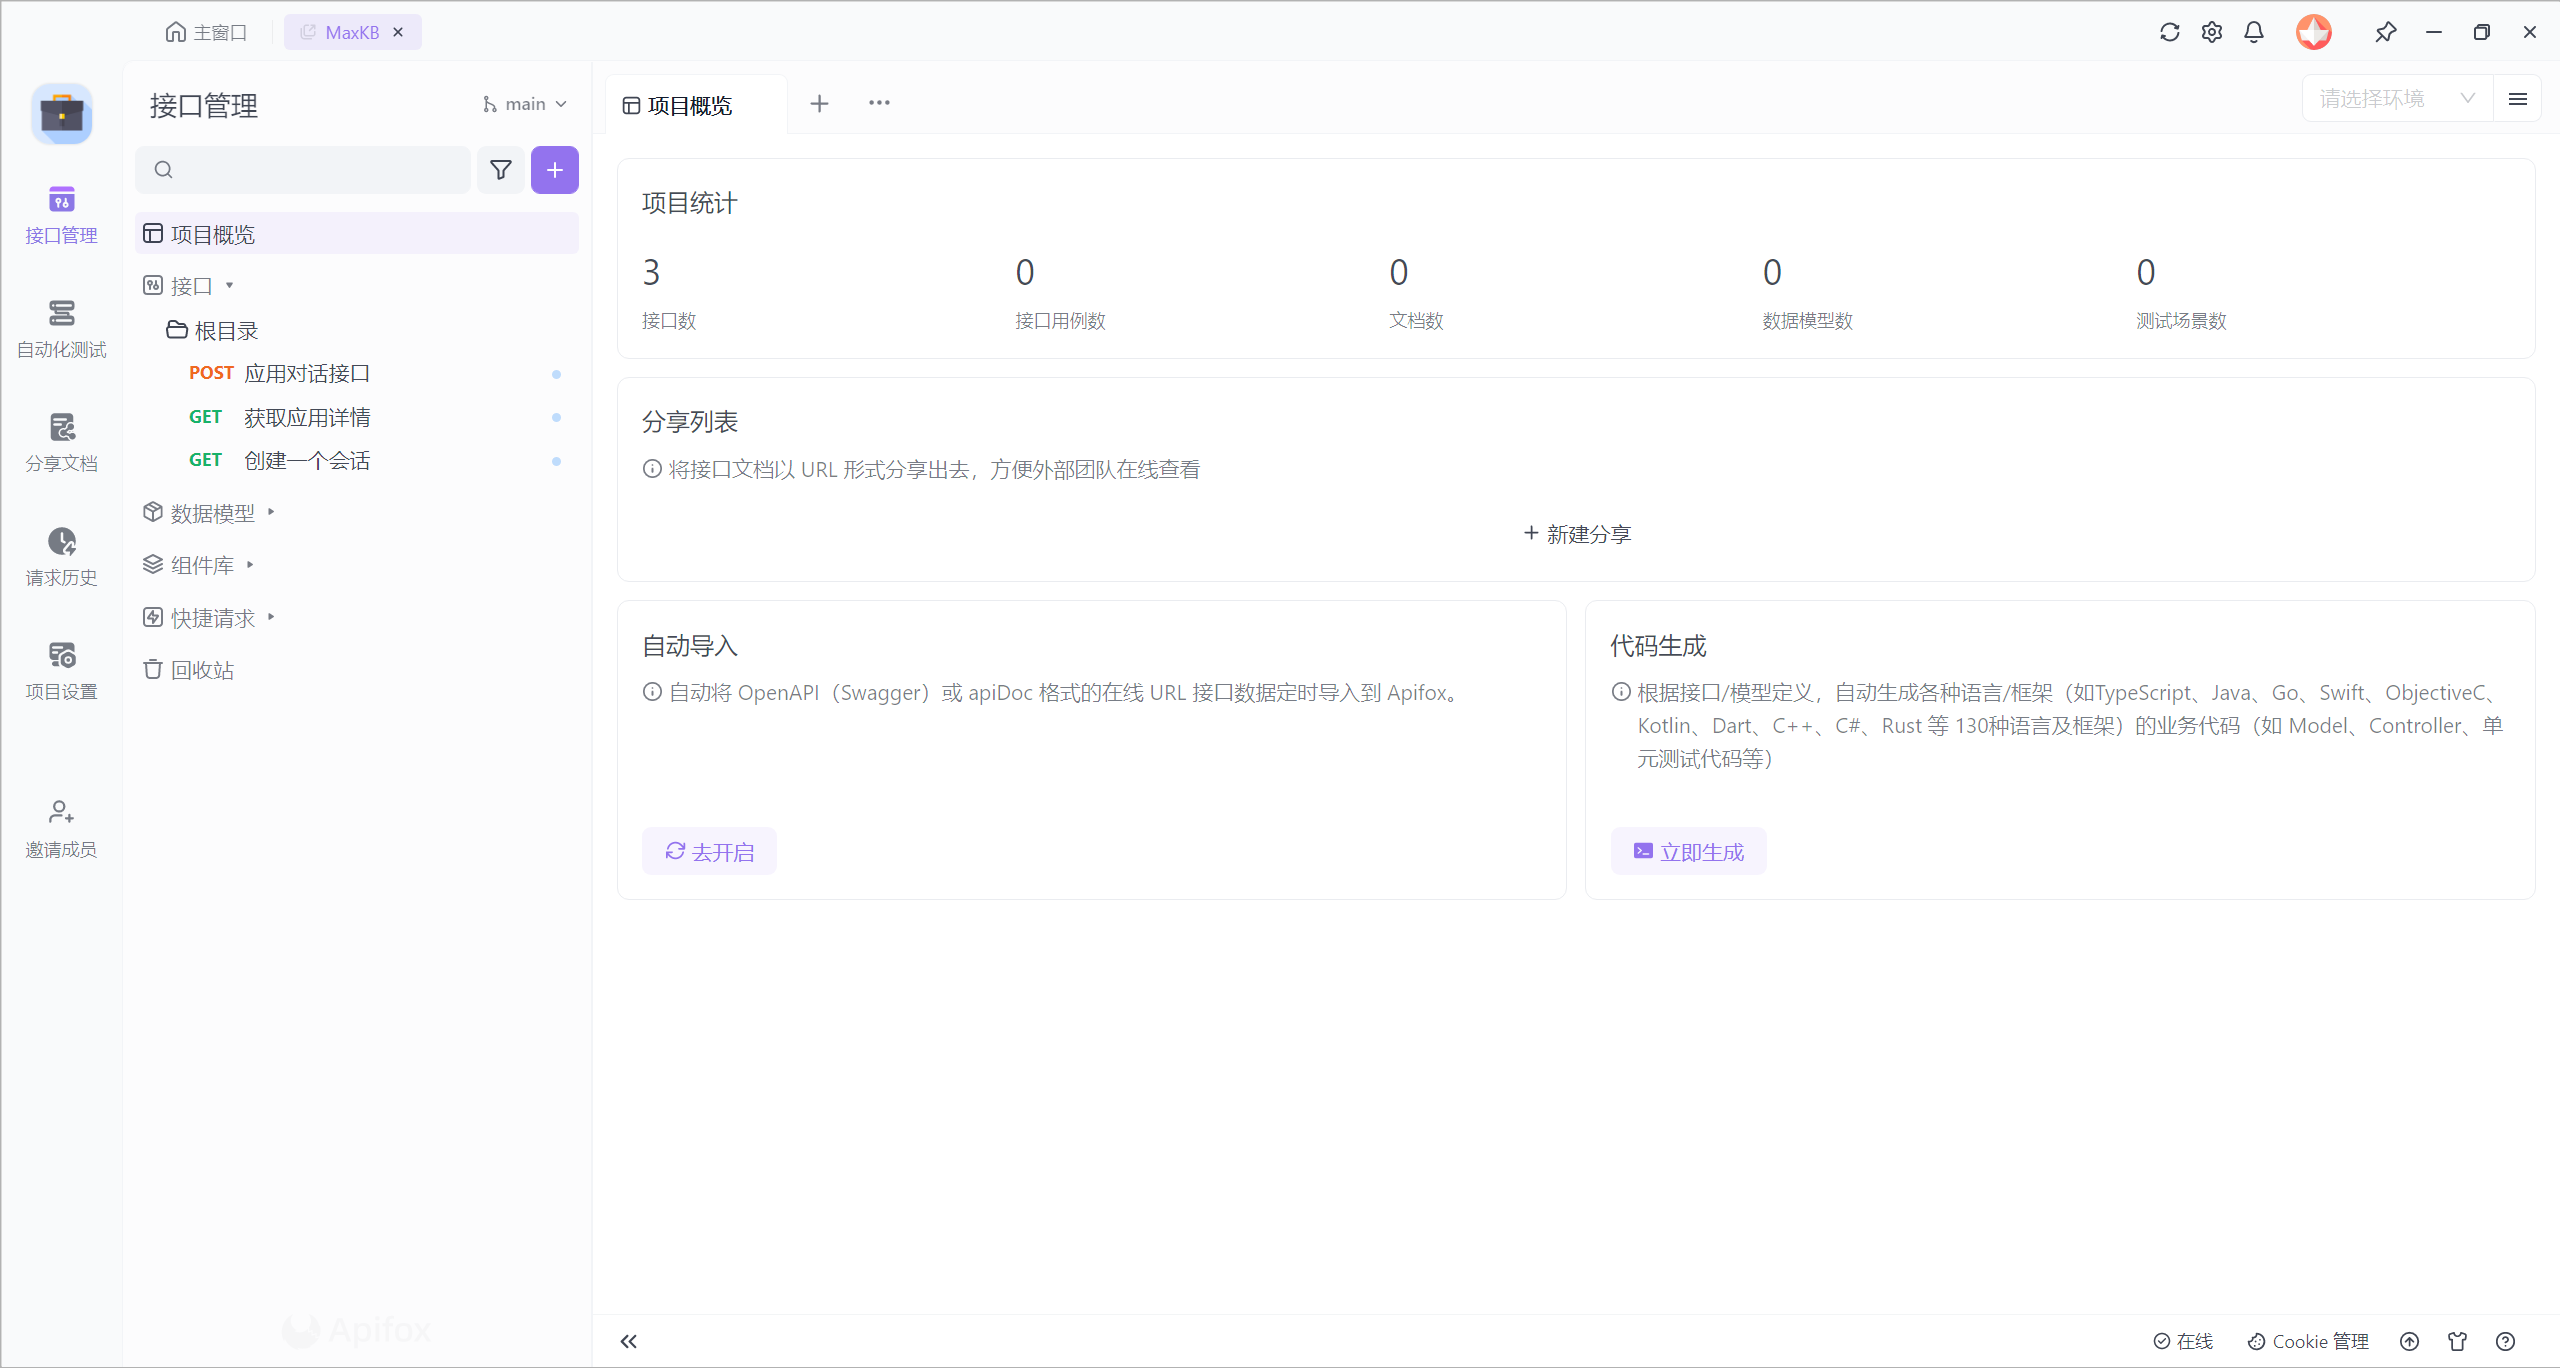 主窗口
MaxKB
接口管理
自动化测试
分享文档
请求历史
项目设置
邀请成员
接口管理
main
项目概览
接口
根目录
POST 应用对话接口
GET 获取应用详情
GET 创建一个会话
数据模型
组件库
快捷请求
回收站
Apifox
项目概览
请选择环境
项目统计
3
0
0
0
0
接口数
接口用例数
文档数
数据模型数
测试场景数
分享列表
将接口文档以 URL 形式分享出去，方便外部团队在线查看
新建分享
自动导入
自动将 OpenAPI（Swagger）或 apiDoc 格式的在线 URL 接口数据定时导入到 Apifox。
去开启
代码生成
根据接口/模型定义，自动生成各种语言/框架（如TypeScript、Java、Go、Swift、ObjectiveC、
Kotlin、Dart、C++、C#、Rust 等 130种语言及框架）的业务代码（如 Model、Controller、单
元测试代码等）
立即生成
在线
Cookie 管理